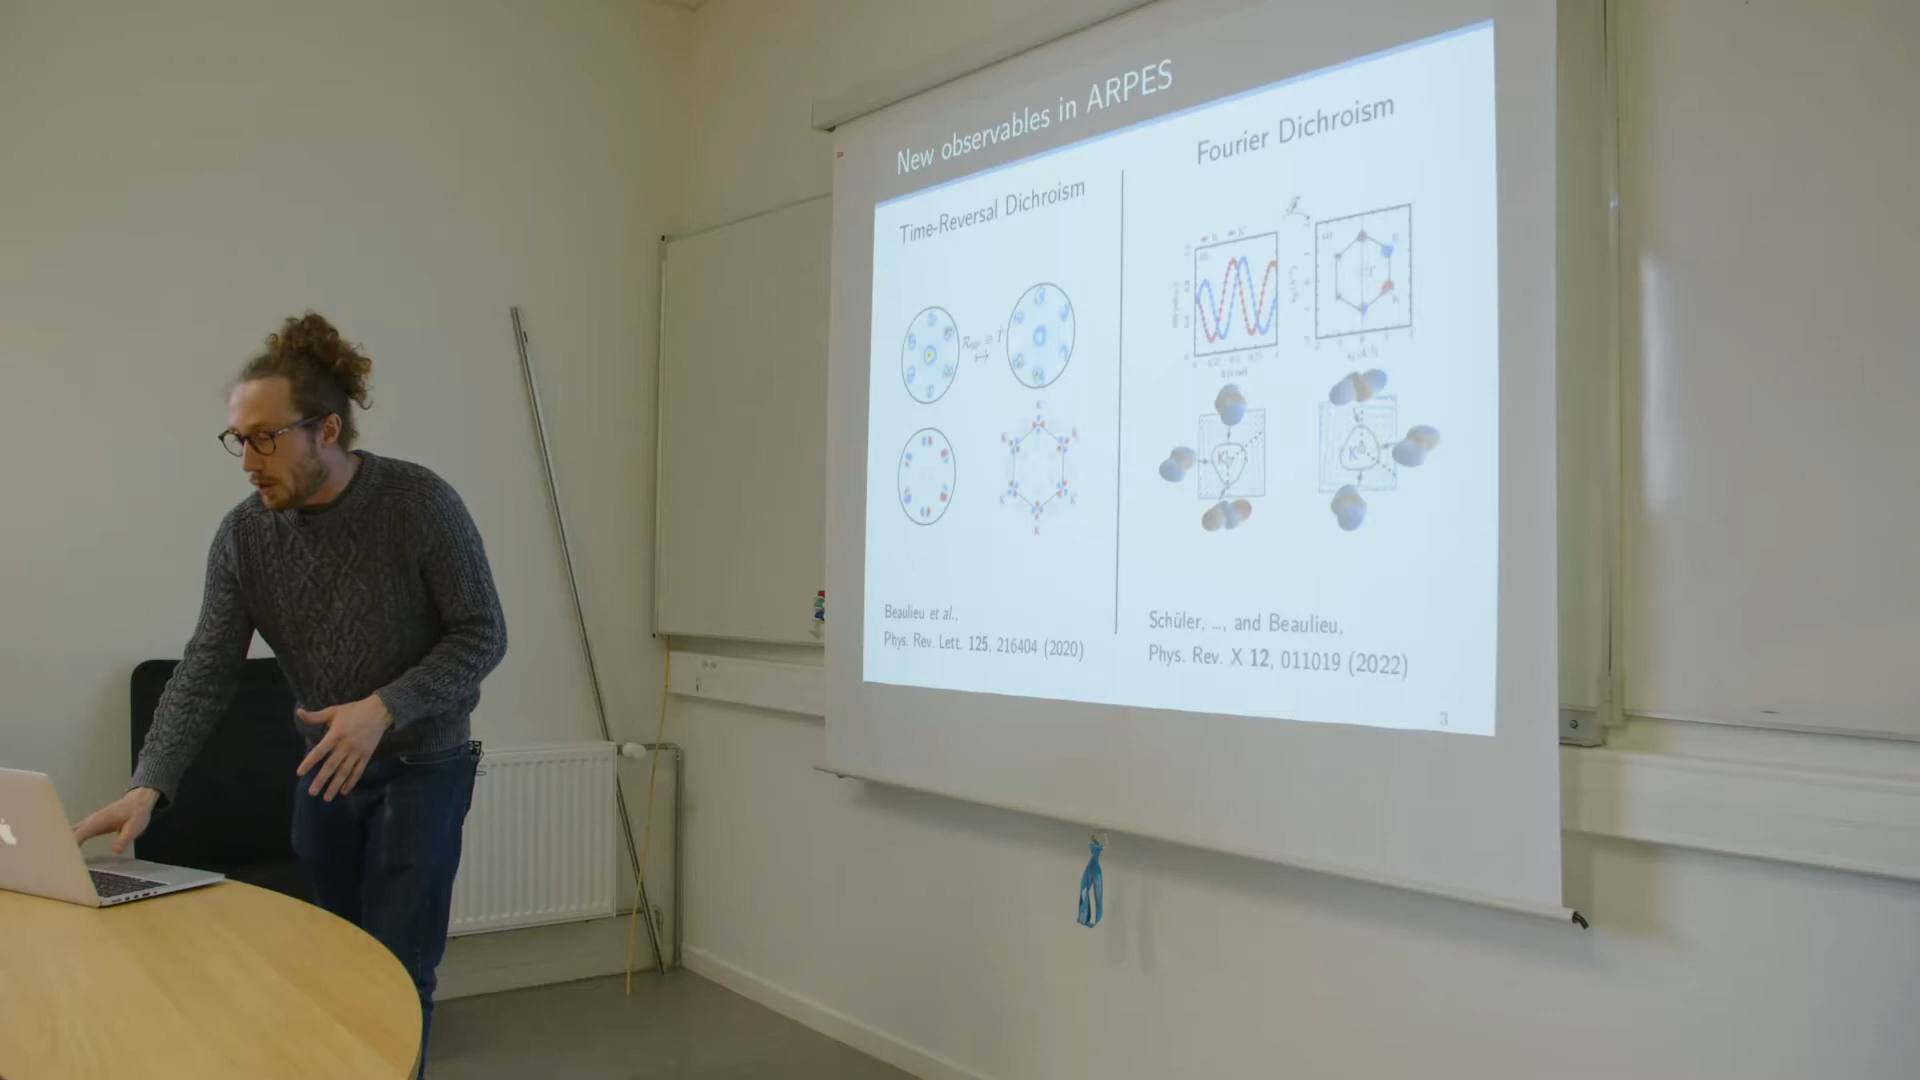 New observables in ARPES
Time-Reversal Dichroism
Beaulieu et al.,
Phys. Rev. Lett. 125, 216404 (2020)
Fourier Dichroism
K
K'
Schüler, ..., and Beaulieu,
Phys. Rev. X 12, 011019 (2022)
3